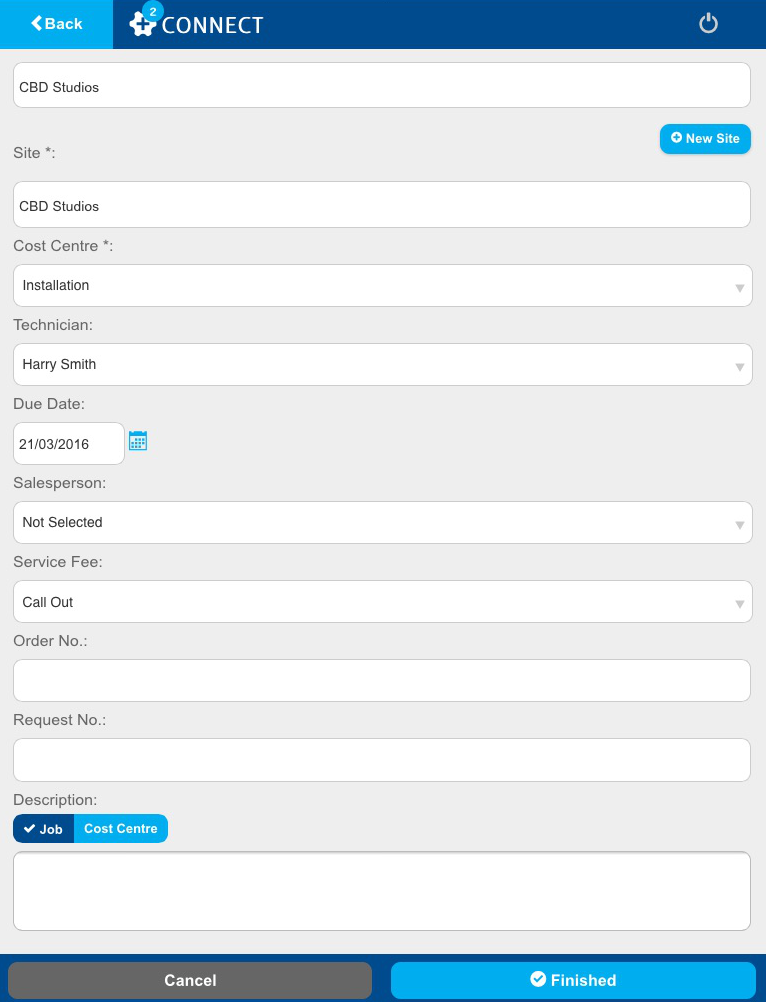 Back
2
CONNECT
CBD Studios
New Site
Site *:
CBD Studios
Cost Centre *:
Installation
Technician:
Harry Smith
Due Date:
21/03/2016
Salesperson:
Not Selected
Service Fee:
Call Out
Order No.:
Request No.:
Description:
Job Cost Centre
Cancel Finished